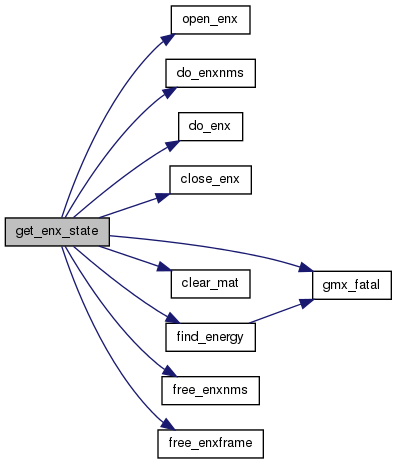 open_enx
do_enxnms
do_enx
close_enx
get_enx_state
clear_mat
gmx_fatal
find_energy
free_enxnms
free_enxframe